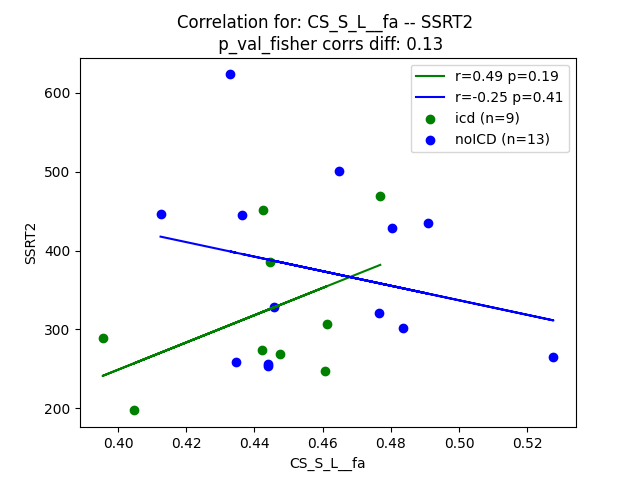 Correlation for: CS_S_L__fa -- SSRT2
p_val_fisher corrs diff: 0.13
r=0.49 p=0.19
r=-0.25 p=0.41
icd (n=9)
noICD (n=13)
600
500
400
300
200
SSRT2
0.40 0.42 0.44 0.46 0.48 0.50 0.52
CS_S_L__fa